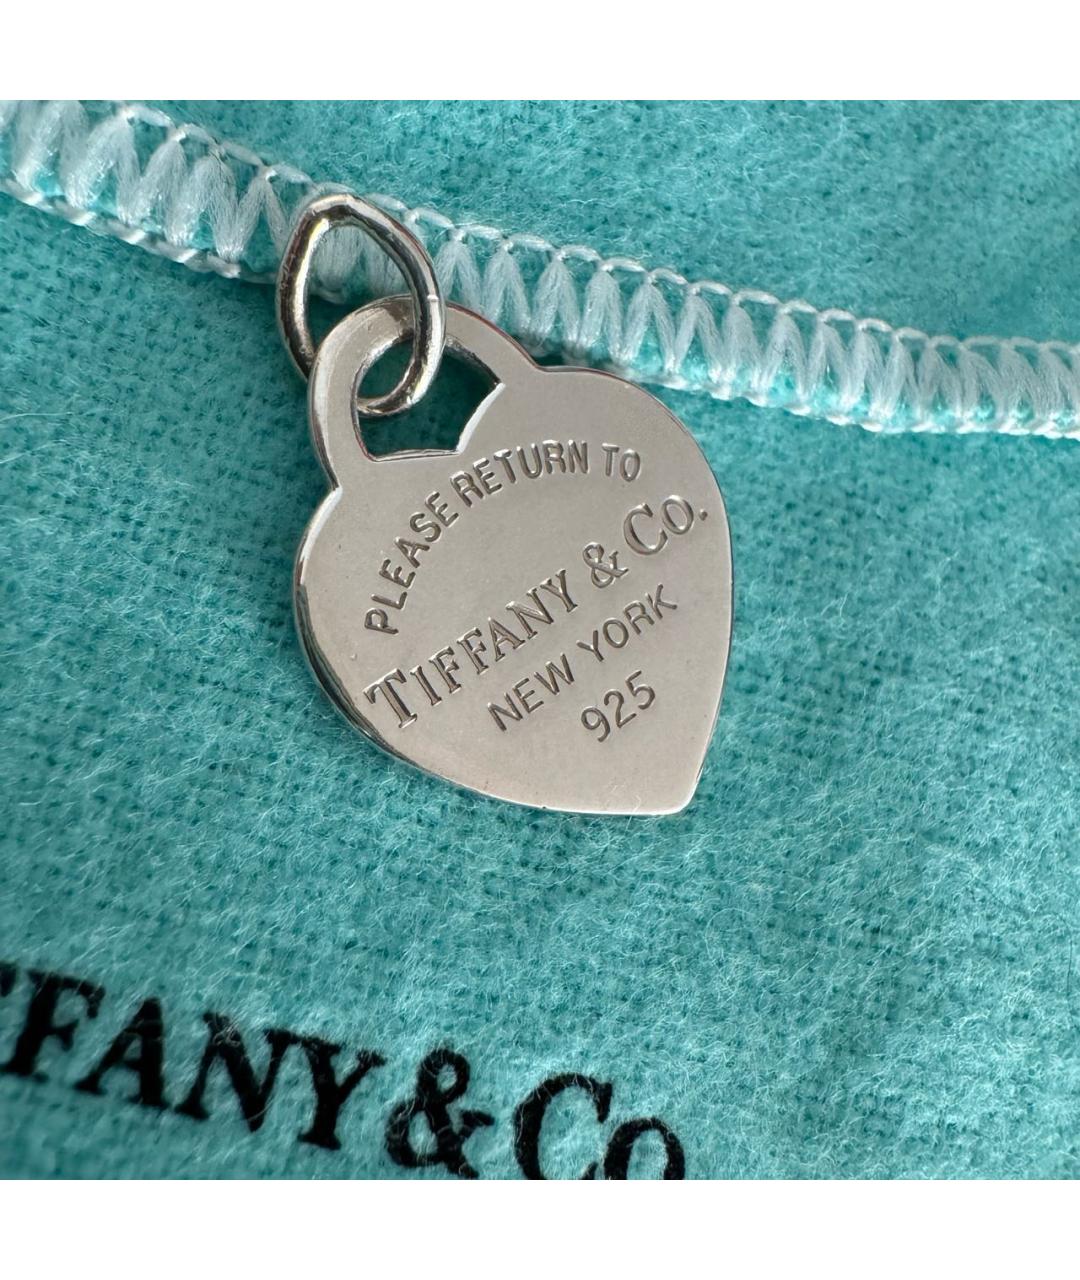 PLEASE RETURN TO
TIFFANY & CO.
NEW YORK
925
FFANY & Co